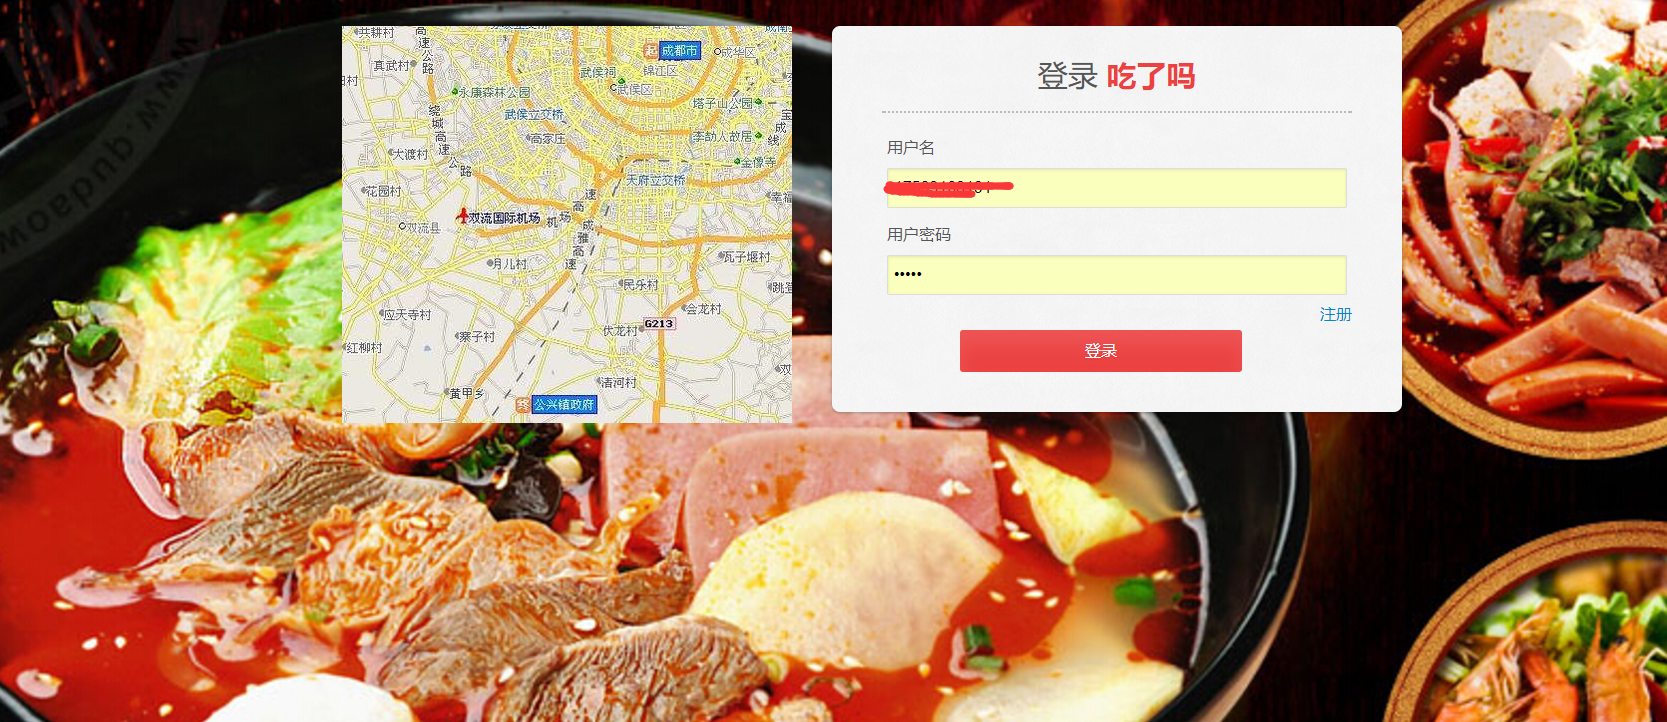 共耕村
高速公路
起 成都市
成华区
真武村
武侯祠
锦江区
武侯区
永康森林公园
塔子山公园
绕城高速公路
武侯立交桥
高家庄
李劼人故居
大渡村
金像寺
天府立交桥
花园村
双流国际机场
机场高速
成雅高速
双流县
月儿村
瓦子堰村
民乐村
应天寺村
会龙村
寨子村
伏龙村
G213
红柳村
清河村
黄甲乡
终 公兴镇政府
登录 吃了吗
用户名
用户密码
•••••
注册
登录